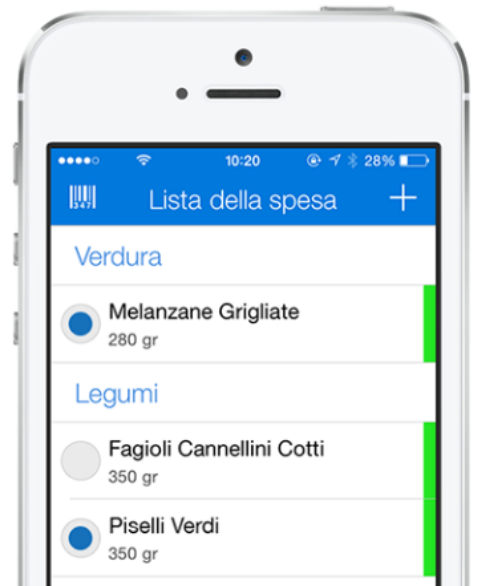 10:20
28%
347
Lista della spesa
Verdura
Melanzane Grigliate
280 gr
Legumi
Fagioli Cannellini Cotti
350 gr
Piselli Verdi
350 gr